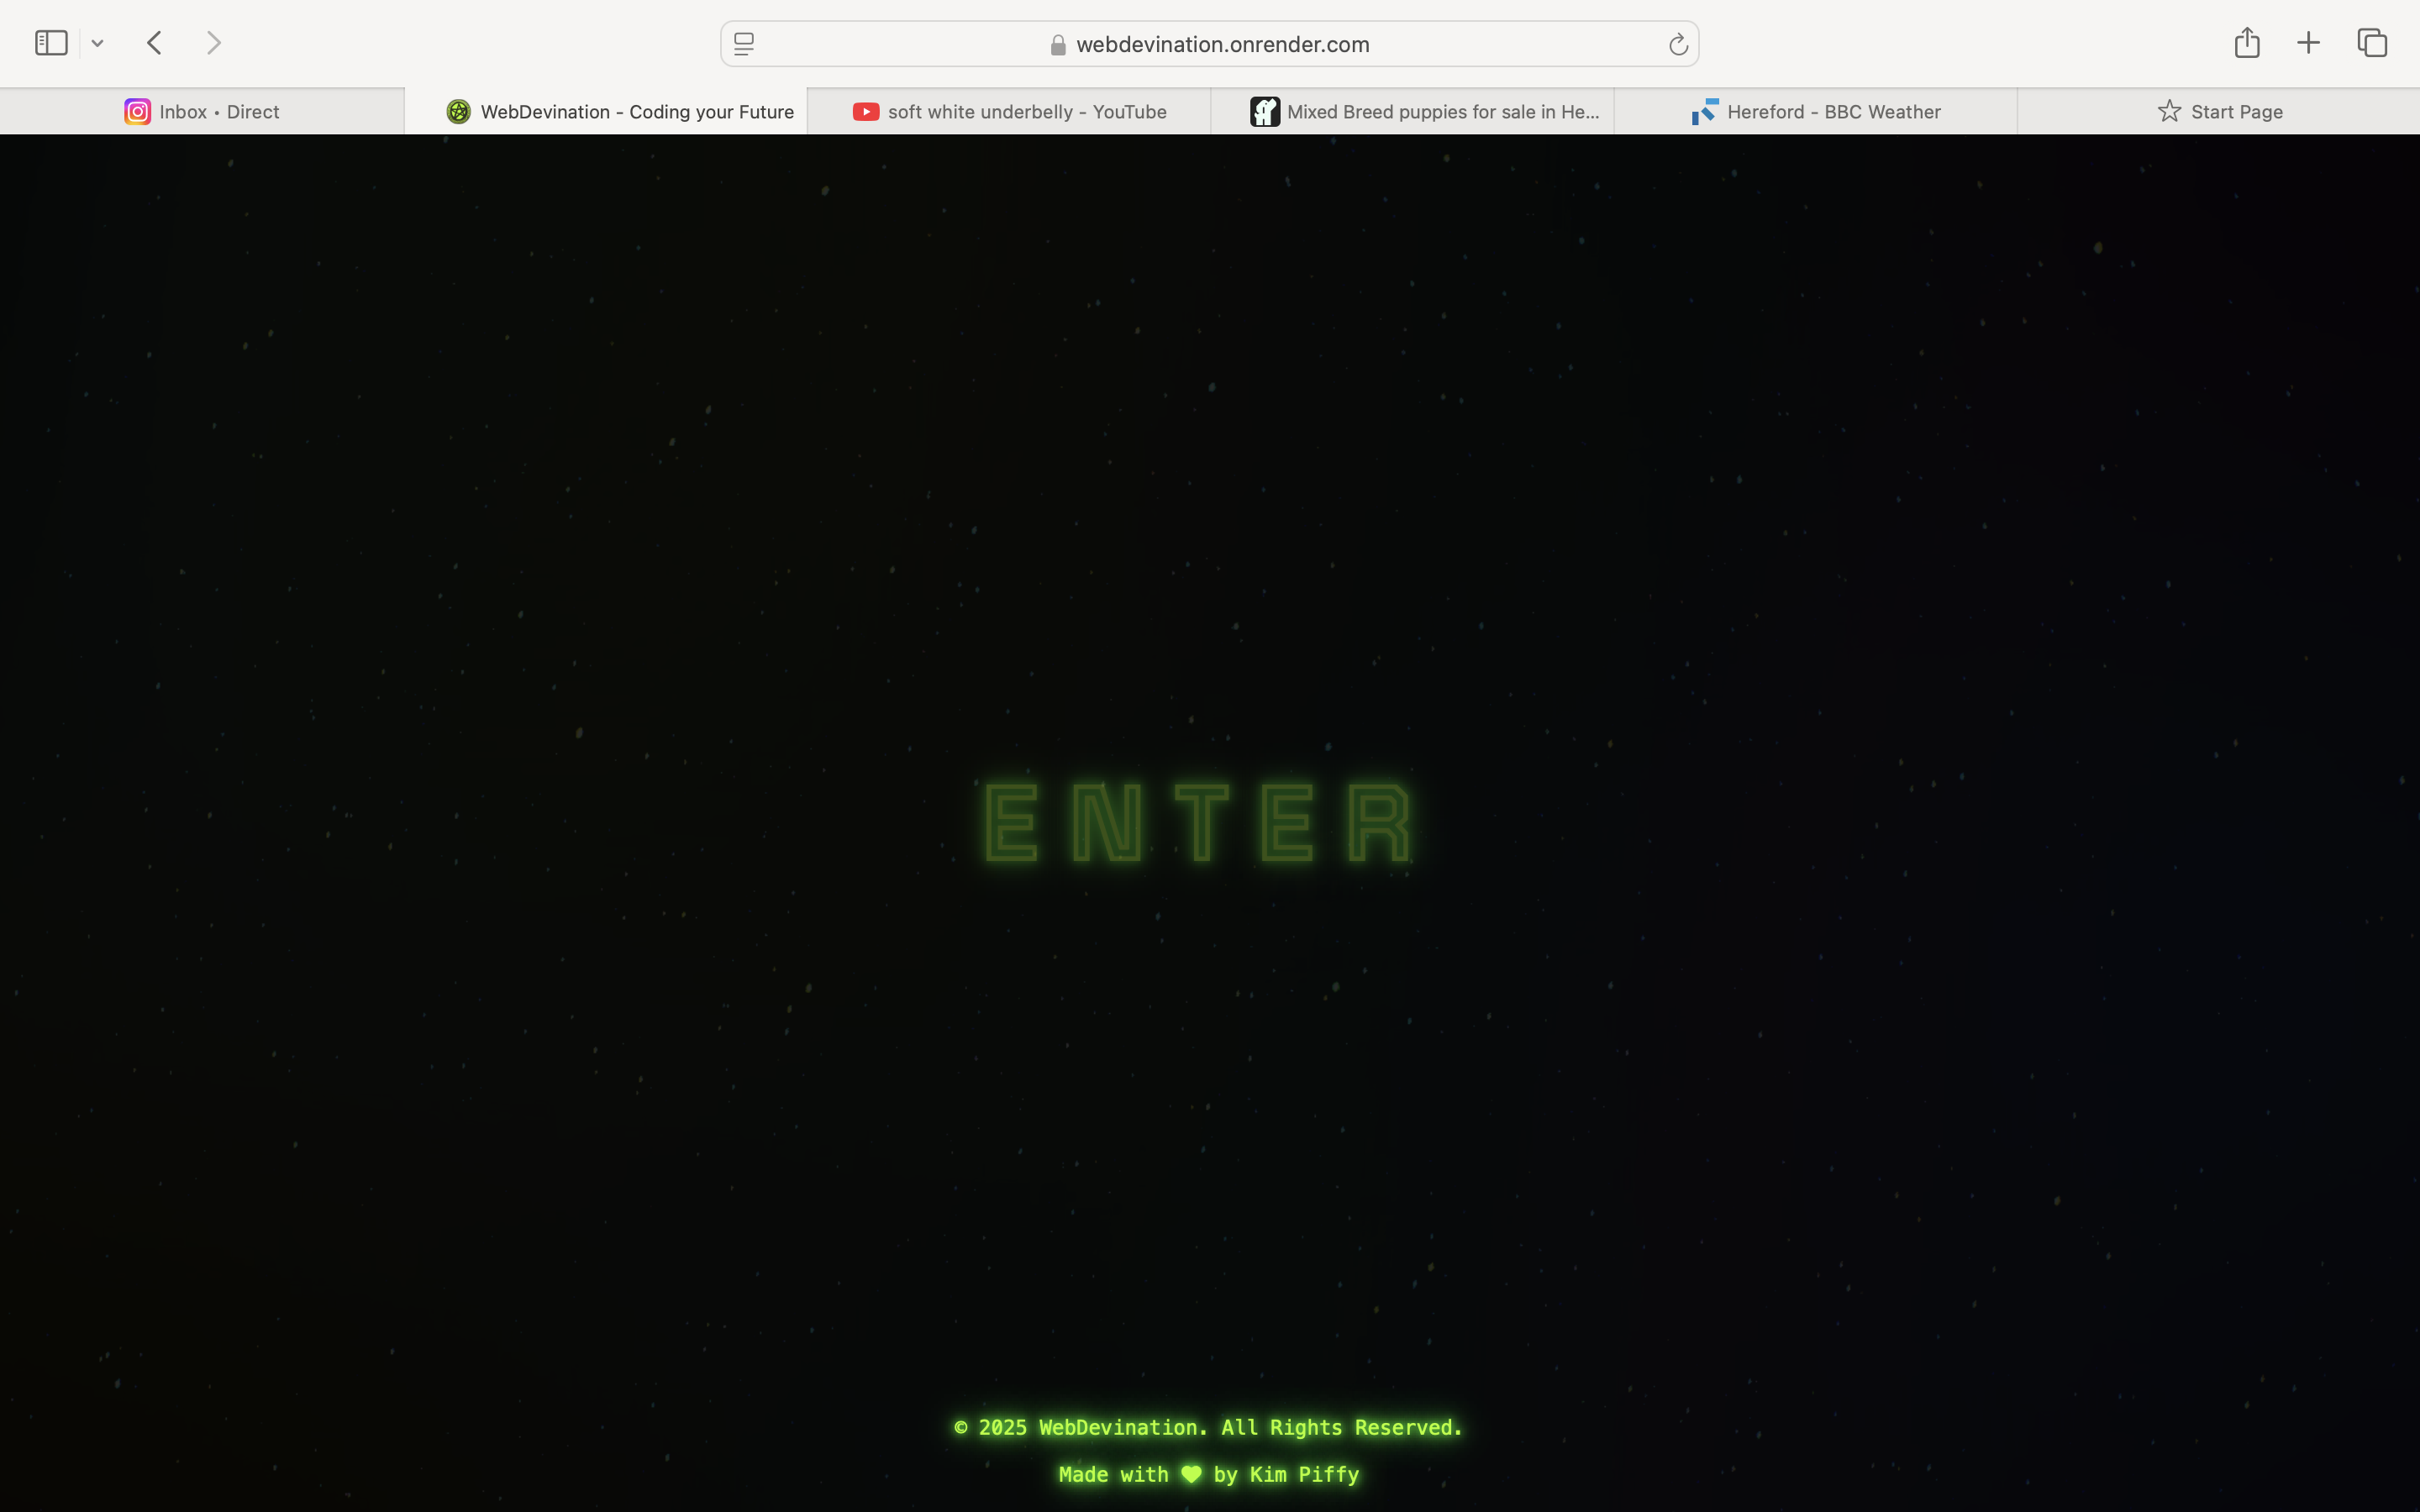 webdevination.onrender.com
Inbox • Direct
WebDevination - Coding your Future
soft white underbelly - YouTube
Mixed Breed puppies for sale in He...
Hereford - BBC Weather
Start Page
ENTER
© 2025 WebDevination. All Rights Reserved.
Made with ♥ by Kim Piffy